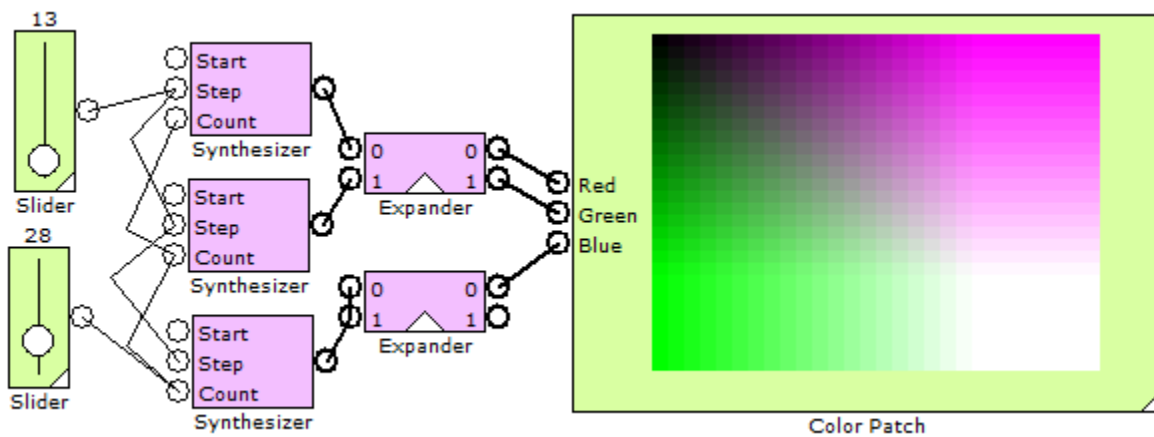 13
Slider
28
Slider
Start
Step
Count
Synthesizer
Start
Step
Count
Synthesizer
Start
Step
Count
Synthesizer
0 0
1 1
Expander
0 0
1 1
Expander
Red
Green
Blue
Color Patch